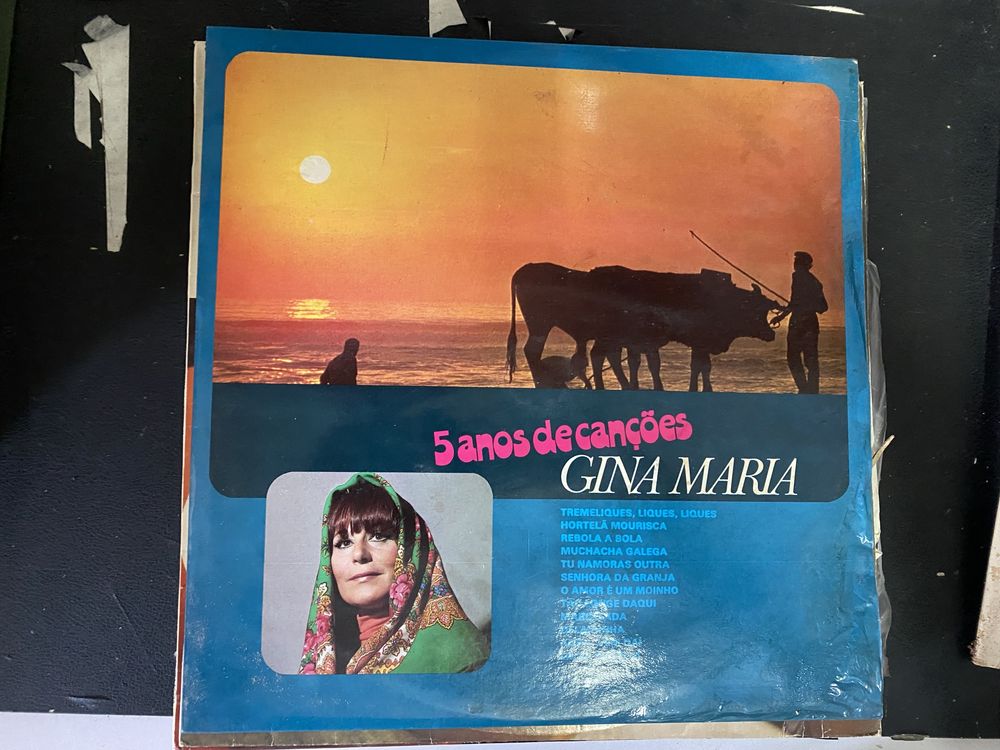 5 anos de canções
GINA MARIA
TREMELIQUES, LIQUES, LIQUES
HORTELÃ MOURISCA
REBOLA A BOLA
MUCHACHA GALEGA
TU NAMORAS OUTRA
SENHORA DA GRANJA
O AMOR É UM MOINHO
DAQUI